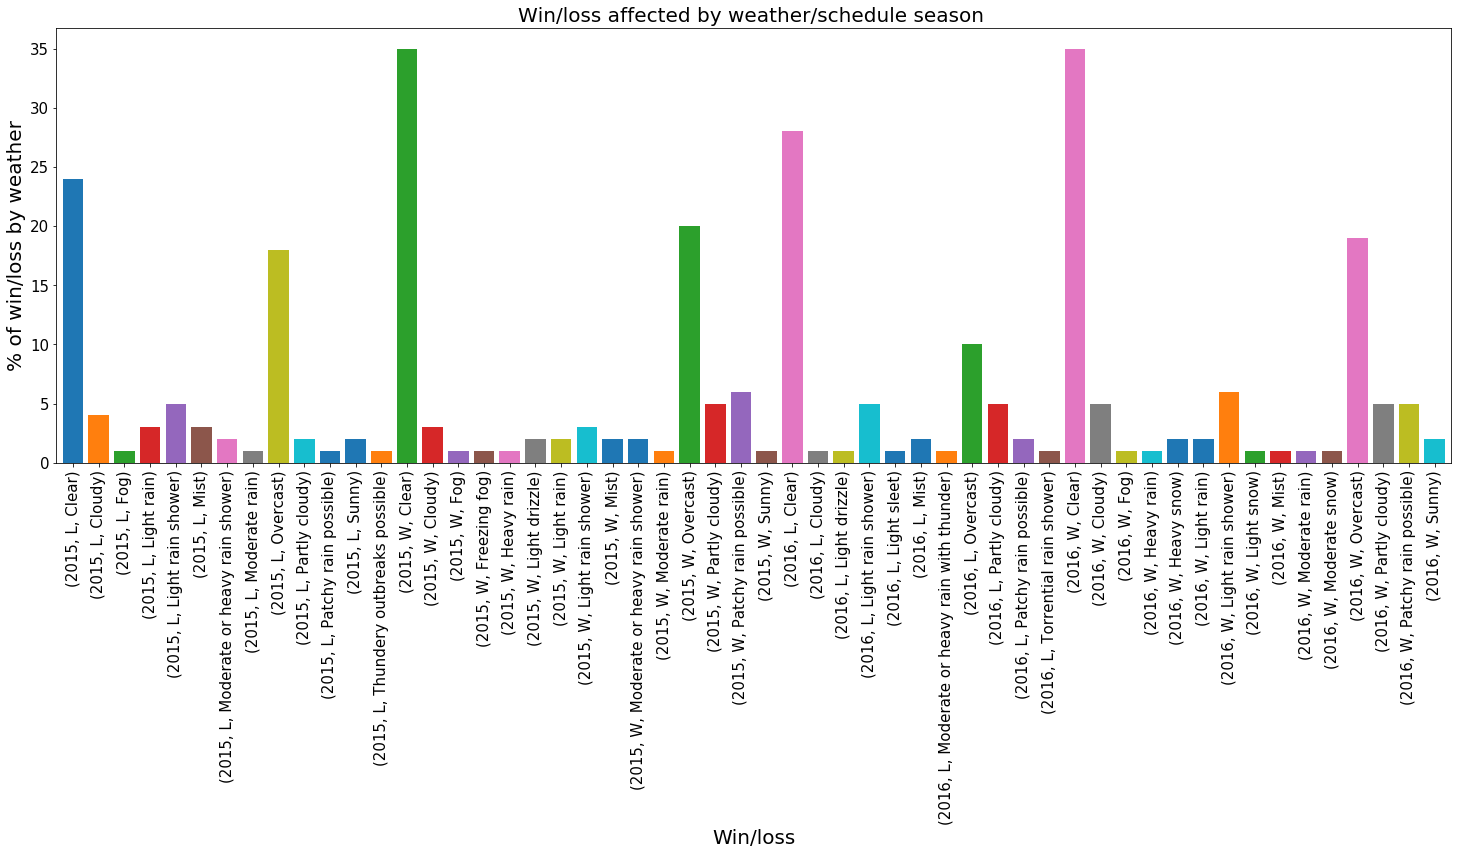 Win/loss affected by weather/schedule season
% of win/loss by weather
35
30
25
20
15
10
5
0
(2015, L, Clear)
(2015, L, Cloudy)
(2015, L, Fog)
(2015, L, Light rain)
(2015, L, Light rain shower)
(2015, L, Mist)
(2015, L, Moderate or heavy rain shower)
(2015, L, Moderate rain)
(2015, L, Overcast)
(2015, L, Partly cloudy)
(2015, L, Patchy rain possible)
(2015, L, Sunny)
(2015, L, Thundery outbreaks possible)
(2015, W, Clear)
(2015, W, Cloudy)
(2015, W, Fog)
(2015, W, Freezing fog)
(2015, W, Heavy rain)
(2015, W, Light drizzle)
(2015, W, Light rain)
(2015, W, Light rain shower)
(2015, W, Mist)
(2015, W, Moderate or heavy rain shower)
(2015, W, Moderate rain)
(2015, W, Overcast)
(2015, W, Partly cloudy)
(2015, W, Patchy rain possible)
(2015, W, Sunny)
(2016, L, Clear)
(2016, L, Cloudy)
(2016, L, Light drizzle)
(2016, L, Light rain shower)
(2016, L, Light sleet)
(2016, L, Mist)
(2016, L, Moderate or heavy rain with thunder)
(2016, L, Overcast)
(2016, L, Partly cloudy)
(2016, L, Patchy rain possible)
(2016, L, Torrential rain shower)
(2016, W, Clear)
(2016, W, Cloudy)
(2016, W, Fog)
(2016, W, Heavy rain)
(2016, W, Heavy snow)
(2016, W, Light rain)
(2016, W, Light rain shower)
(2016, W, Light snow)
(2016, W, Mist)
(2016, W, Moderate rain)
(2016, W, Moderate snow)
(2016, W, Overcast)
(2016, W, Partly cloudy)
(2016, W, Patchy rain possible)
(2016, W, Sunny)
Win/loss